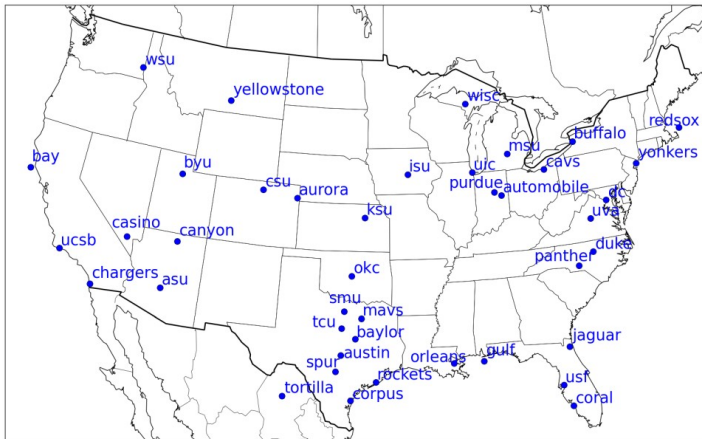 wsu
yellowstone
wisc
redsox
buffalo
msu
yonkers
bay
byu
isu
uic
cavs
csu
aurora
purdue
automobile
dc
ksu
uva
casino
canyon
ucsb
duke
panther
okc
chargers
asu
smu
mavs
tcu
baylor
jaguar
austin
spur
orleans
gulf
rockets
tortilla
corpus
usf
coral